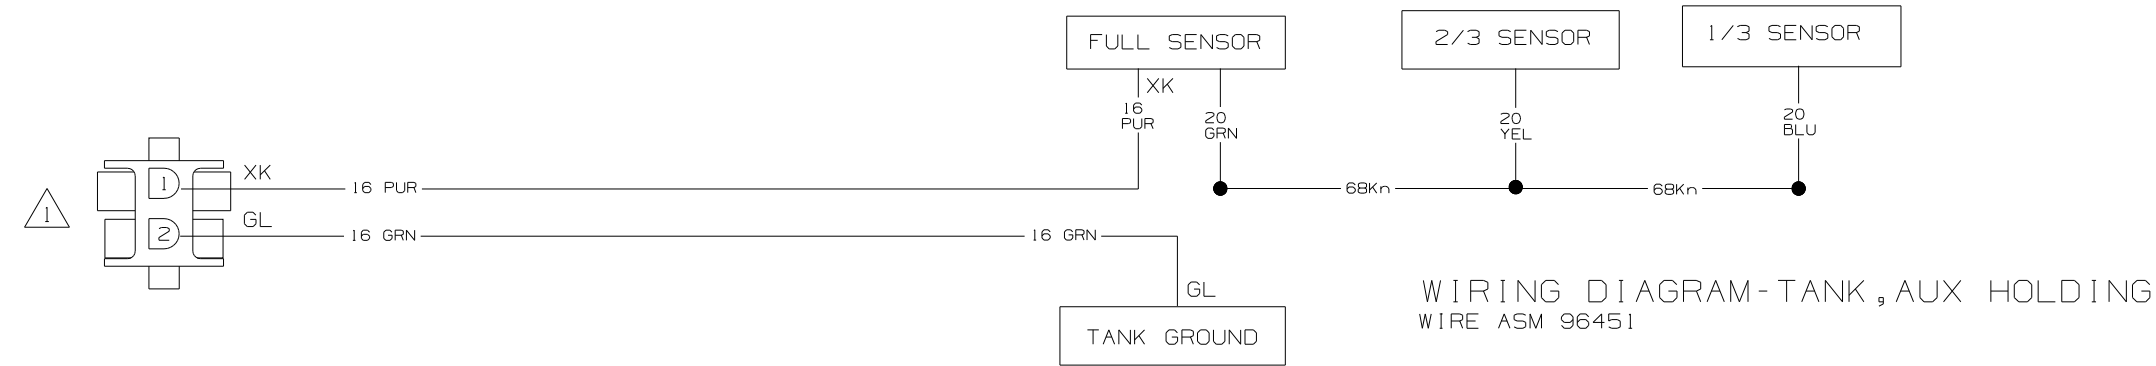 FULL SENSOR
2/3 SENSOR
1/3 SENSOR
XK
16
PUR
20
GRN
20
YEL
20
BLU
1
XK
16 PUR
68Kn
68Kn
1
GL
2
16 GRN
16 GRN
GL
TANK GROUND
WIRING DIAGRAM-TANK,AUX HOLDING
WIRE ASM 96451